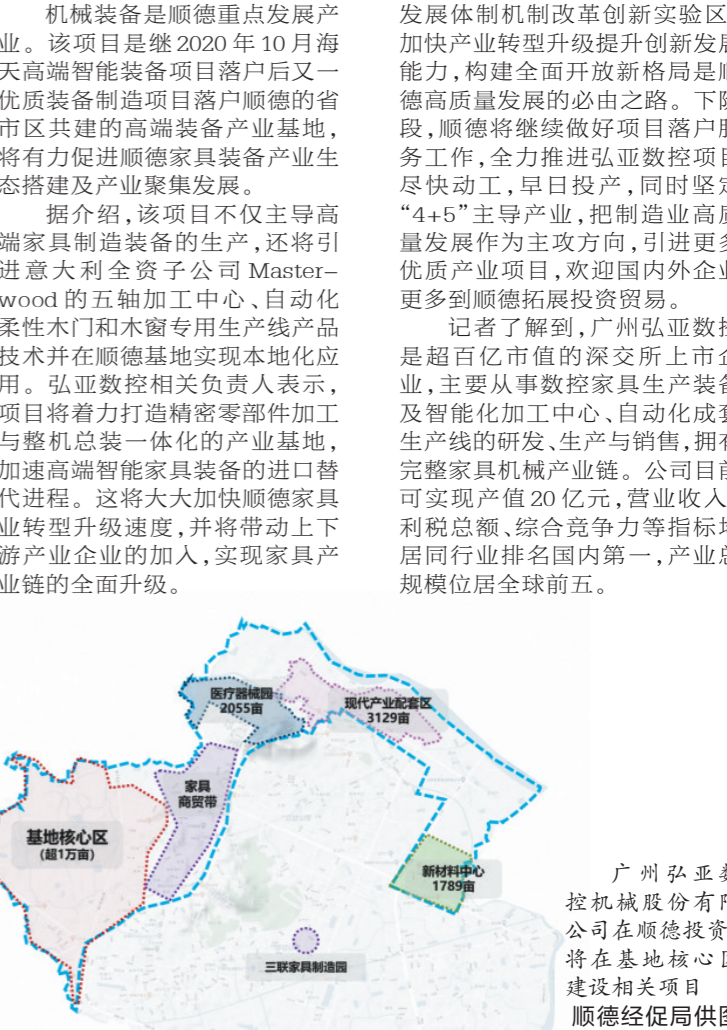 机械装备是顺德重点发展产
业。该项目是继2020年10月海
天高端智能装备项目落户后又一
优质装备制造项目落户顺德的省
市区共建的高端装备产业基地，
将有力促进顺德家具装备产业生
态搭建及产业聚集发展。
据介绍，该项目不仅主导高
端家具制造装备的生产，还将引
进意大利全资子公司Master-
wood的五轴加工中心、自动化
柔性木门和木窗专用生产线产品
技术并在顺德基地实现本地化应
用。弘亚数控相关负责人表示，
项目将着力打造精密零部件加工
与整机总装一体化的产业基地，
加速高端智能家具装备的进口替
代进程。这将大大加快顺德家具
业转型升级速度，并将带动上下
游产业企业的加入，实现家具产
业链的全面升级。
发展体制机制改革创新实验区
加快产业转型升级提升创新发展
能力，构建全面开放新格局是顺
德高质量发展的必由之路。下阶
段，顺德将继续做好项目落户服
务工作，全力推进弘亚数控项目
尽快动工，早日投产，同时坚定
“4+5”主导产业，把制造业高质
量发展作为主攻方向，引进更多
优质产业项目，欢迎国内外企业
更多到顺德拓展投资贸易。
记者了解到，广州弘亚数控
是超百亿市值的深交所上市企
业，主要从事数控家具生产装备
及智能化加工中心、自动化成套
生产线的研发、生产与销售，拥有
完整家具机械产业链。公司目前
可实现产值20亿元，营业收入、
利税总额、综合竞争力等指标均
居同行业排名国内第一，产业总
规模位居全球前五。
医疗器械园
2055亩
现代产业配套区
3129亩
家具
商贸带
基地核心区
（超1万亩）
新材料中心
1789亩
三联家具制造园
广州弘亚数
控机械股份有限
公司在顺德投资
将在基地核心区
建设相关项目
顺德经促局供图